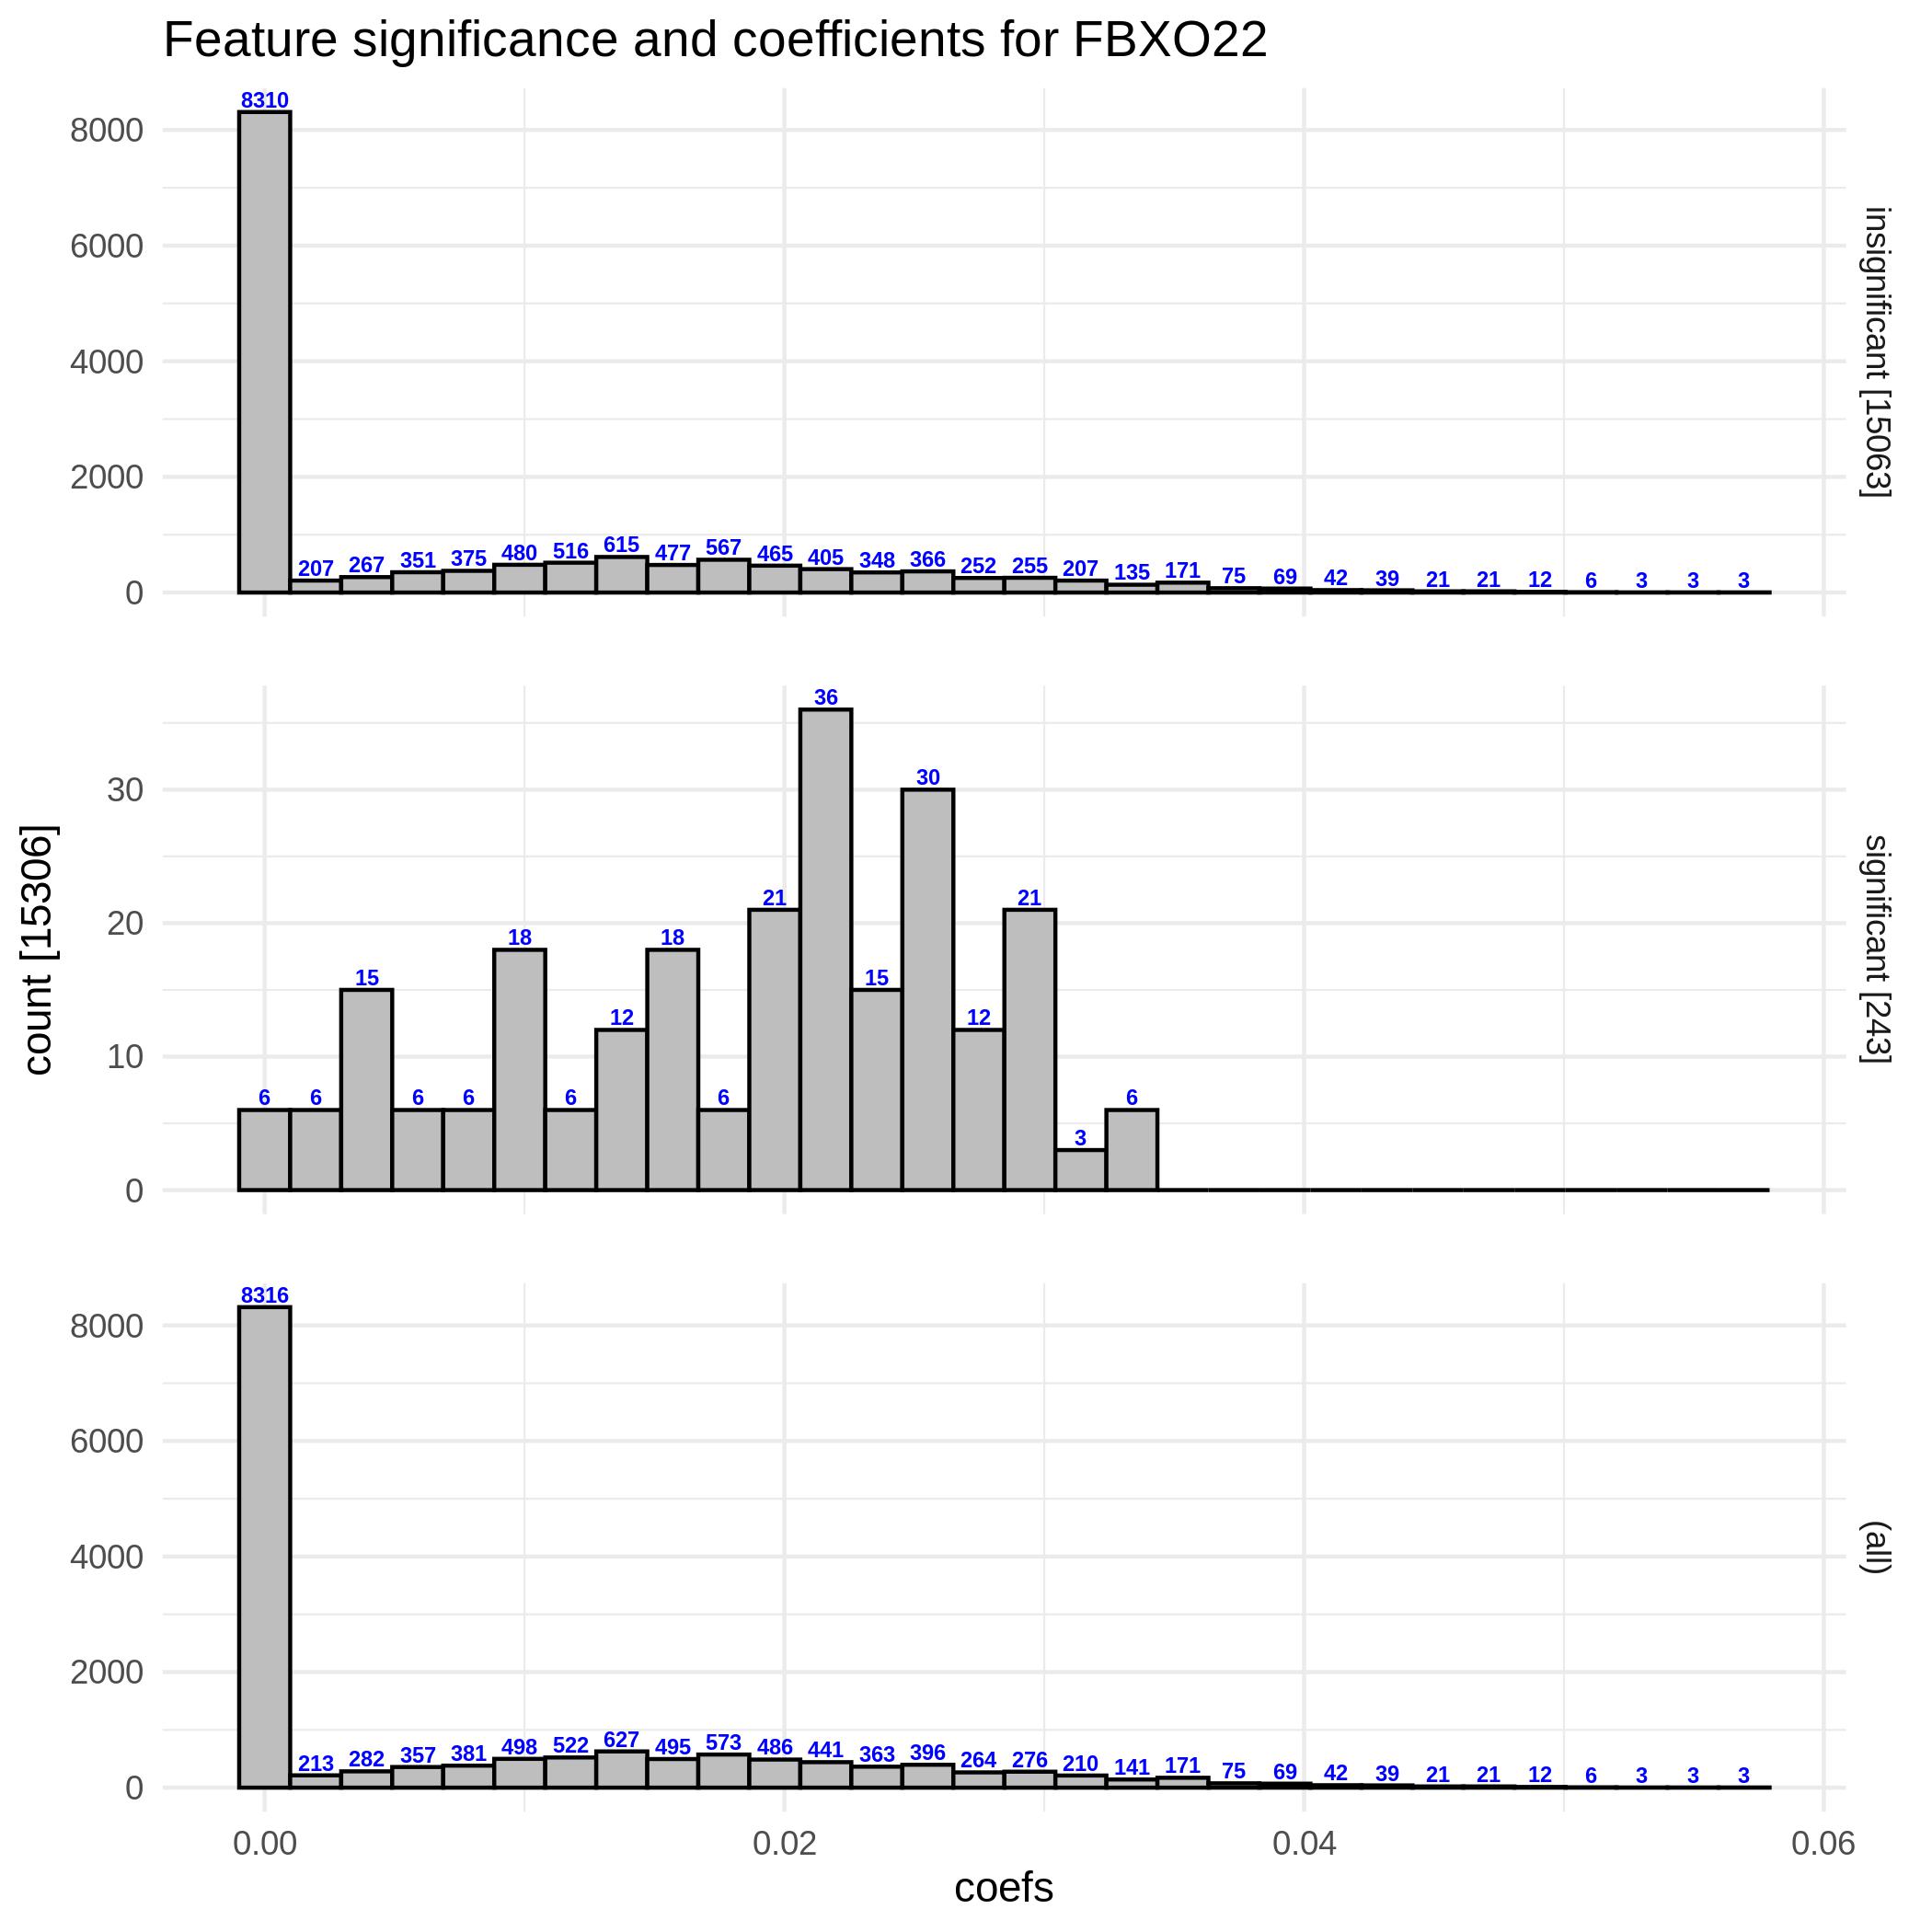 Feature significance and coefficients for FBXO22
8310
8000
6000
4000
2000
0
207 267 351 375 480 516 615 477 567 465 405 348 366 252 255 207 135 171 75 69 42 39 21 21 12 6 3 3 3
insignificant [15063]
count [15306]
30
20
10
0
6 6 15 6 6 18 6 12 18 6 21 36 15 30 12 21 3 6
significant [243]
8316
8000
6000
4000
2000
0
213 282 357 381 498 522 627 495 573 486 441 363 396 264 276 210 141 171 75 69 42 39 21 21 12 6 3 3 3
(all)
0.00 0.02 0.04 0.06
coefs